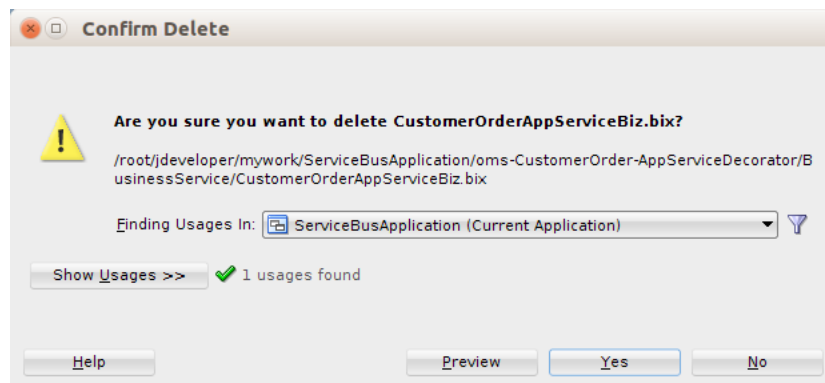 Confirm Delete
Are you sure you want to delete CustomerOrderAppServiceBiz.bix?
/root/jdeveloper/mywork/ServiceBusApplication/oms-CustomerOrder-AppServiceDecorator/B
usinessService/CustomerOrderAppServiceBiz.bix
Finding Usages In: ServiceBusApplication (Current Application)
Show Usages >> 1 usages found
Help Preview Yes No